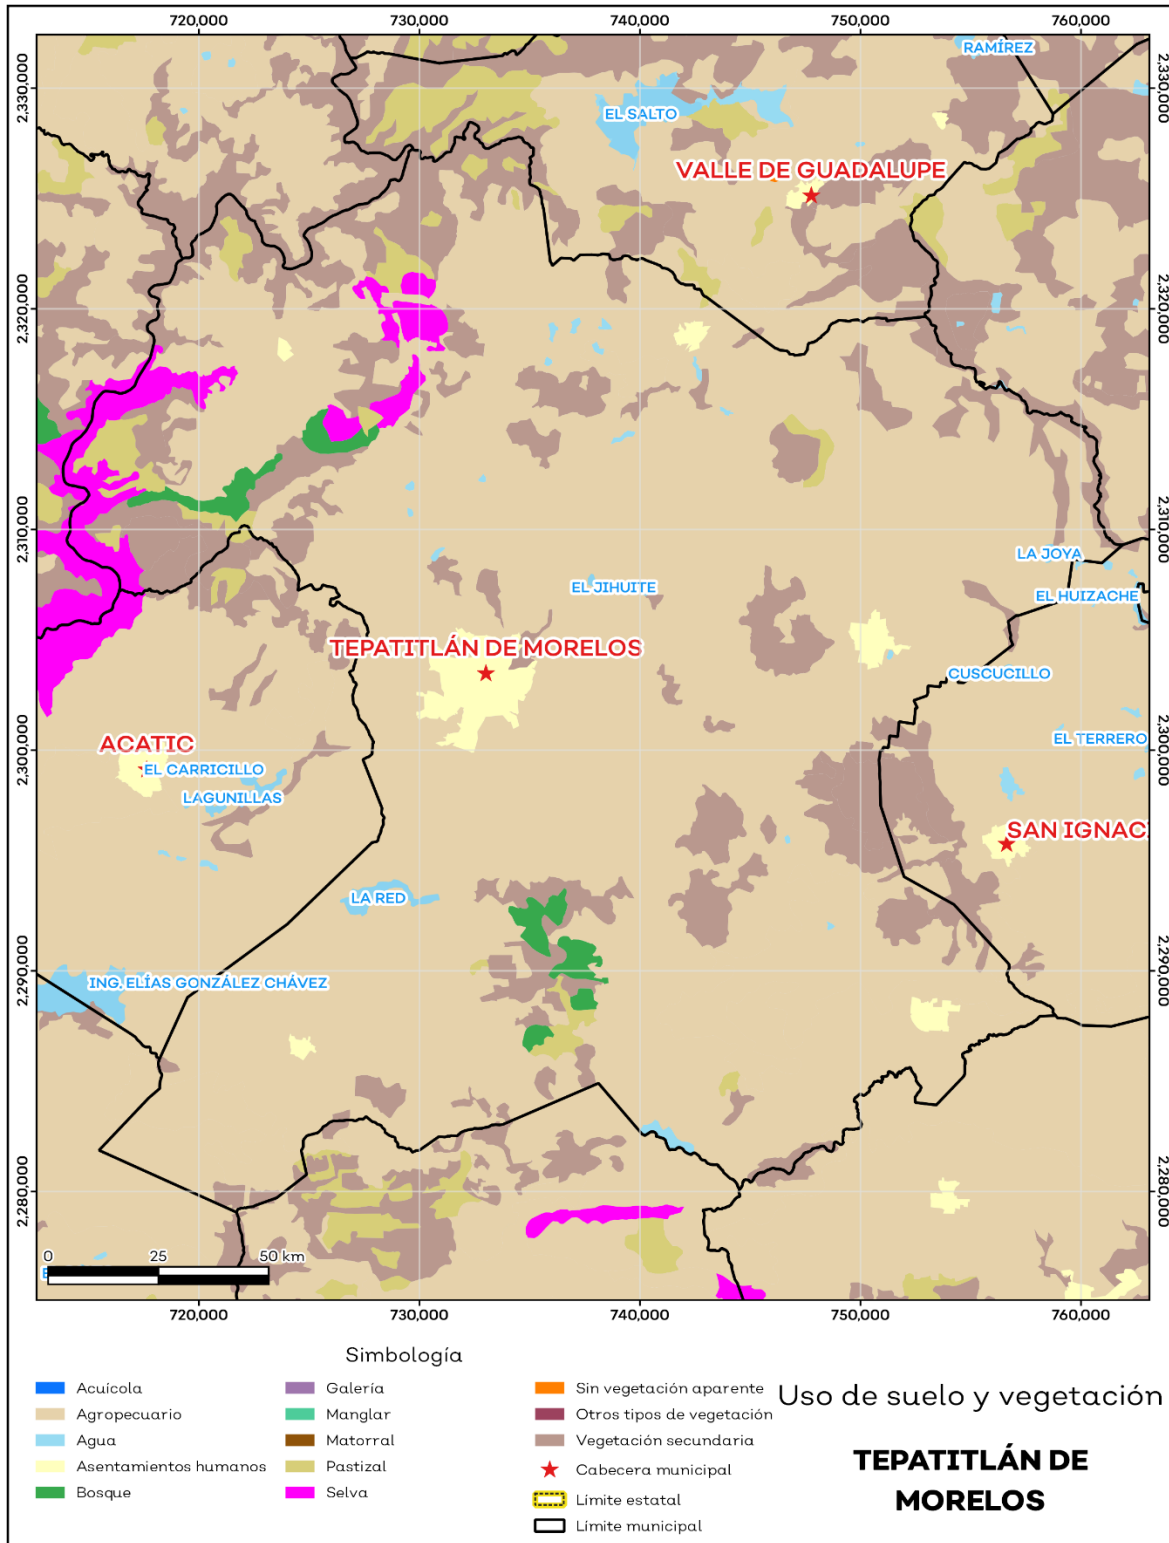 720,000
730,000
740,000
750,000
760,000
RAMÍREZ
2,330,000
2,330,000
EL SALTO
VALLE DE GUADALUPE
2,320,000
2,320,000
2,310,000
2,310,000
LA JOYA
EL JIHUITE
EL HUIZACHE
TEPATITLÁN DE MORELOS
CUSCUCILLO
ACATIC
EL TERRERO
2,300,000
2,300,000
EL CARRICILLO
LAGUNILLAS
SAN IGNAC
LA RED
ING. ELÍAS GONZÁLEZ CHÁVEZ
2,290,000
2,290,000
2,280,000
2,280,000
0 25 50 km
720,000
730,000
740,000
750,000
760,000
Simbología
Acuícola
Agropecuario
Agua
Asentamientos humanos
Bosque
Galería
Manglar
Matorral
Pastizal
Selva
Sin vegetación aparente
Otros tipos de vegetación
Vegetación secundaria
Cabecera municipal
Límite estatal
Límite municipal
Uso de suelo y vegetación
TEPATITLÁN DE
MORELOS